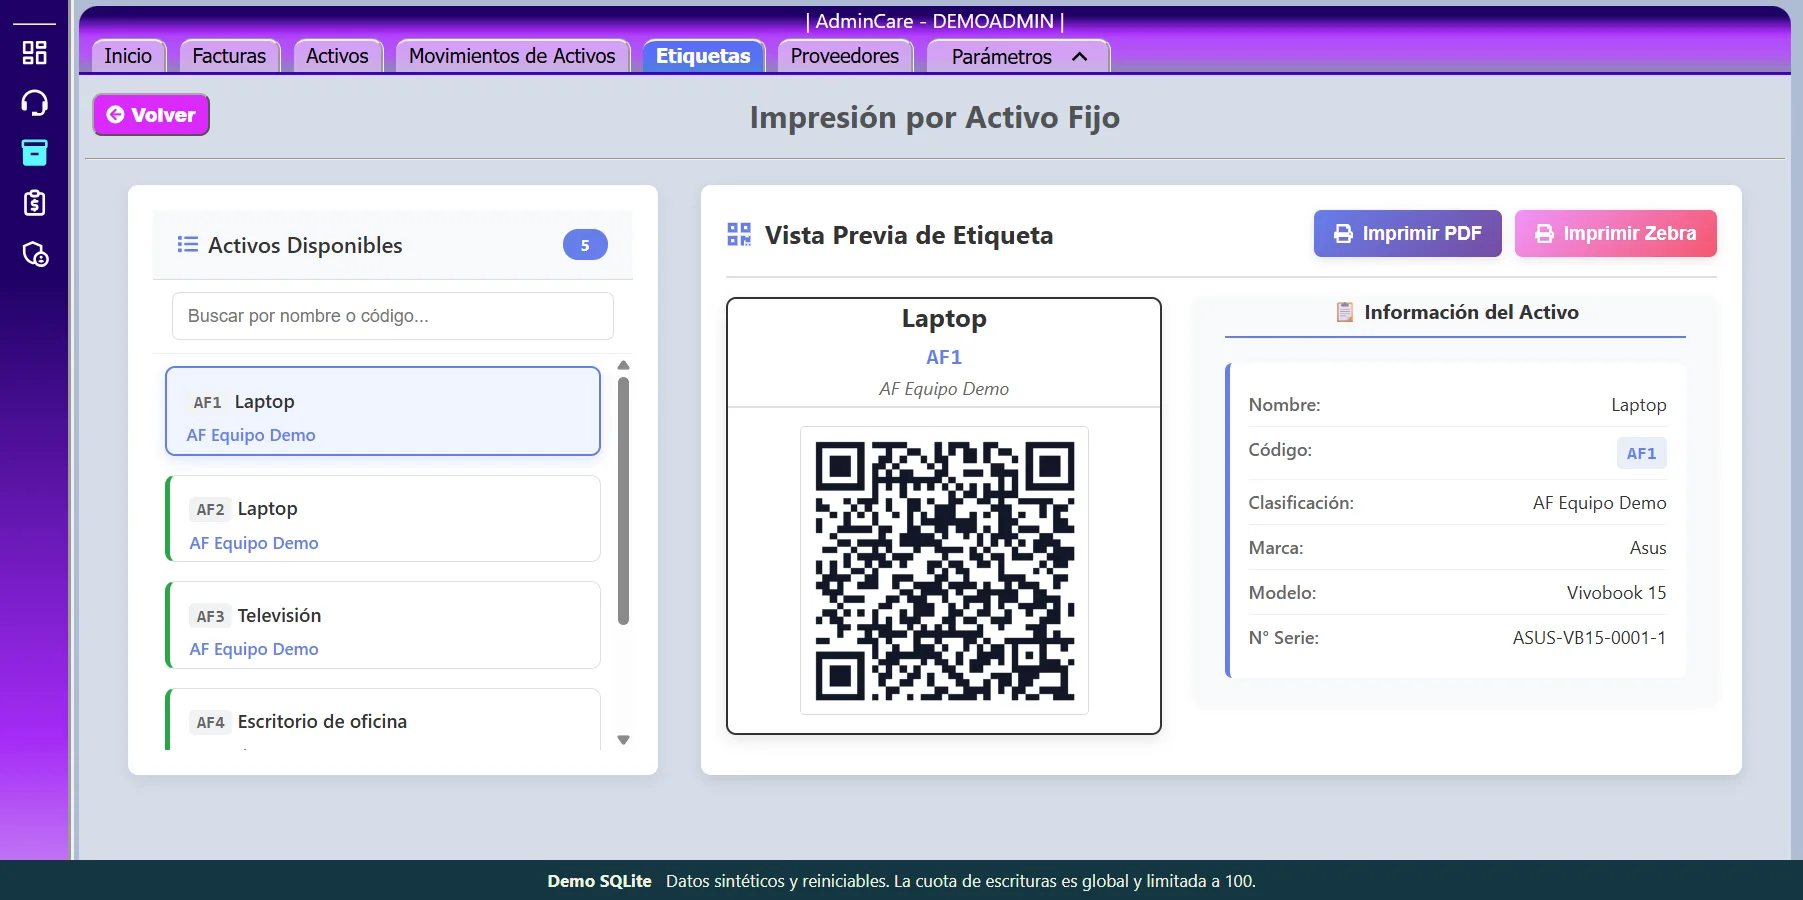 | AdminCare - DEMOADMIN |
Inicio
Facturas
Activos
Movimientos de Activos
Etiquetas
Proveedores
Parámetros
Volver
Impresión por Activo Fijo
Activos Disponibles
5
Buscar por nombre o código...
AF1 Laptop
AF Equipo Demo
AF2 Laptop
AF Equipo Demo
AF3 Televisión
AF Equipo Demo
AF4 Escritorio de oficina
Vista Previa de Etiqueta
Imprimir PDF
Imprimir Zebra
Laptop
AF1
AF Equipo Demo
Información del Activo
Nombre: Laptop
Código: AF1
Clasificación: AF Equipo Demo
Marca: Asus
Modelo: Vivobook 15
N° Serie: ASUS-VB15-0001-1
Demo SQLite Datos sintéticos y reiniciables. La cuota de escrituras es global y limitada a 100.